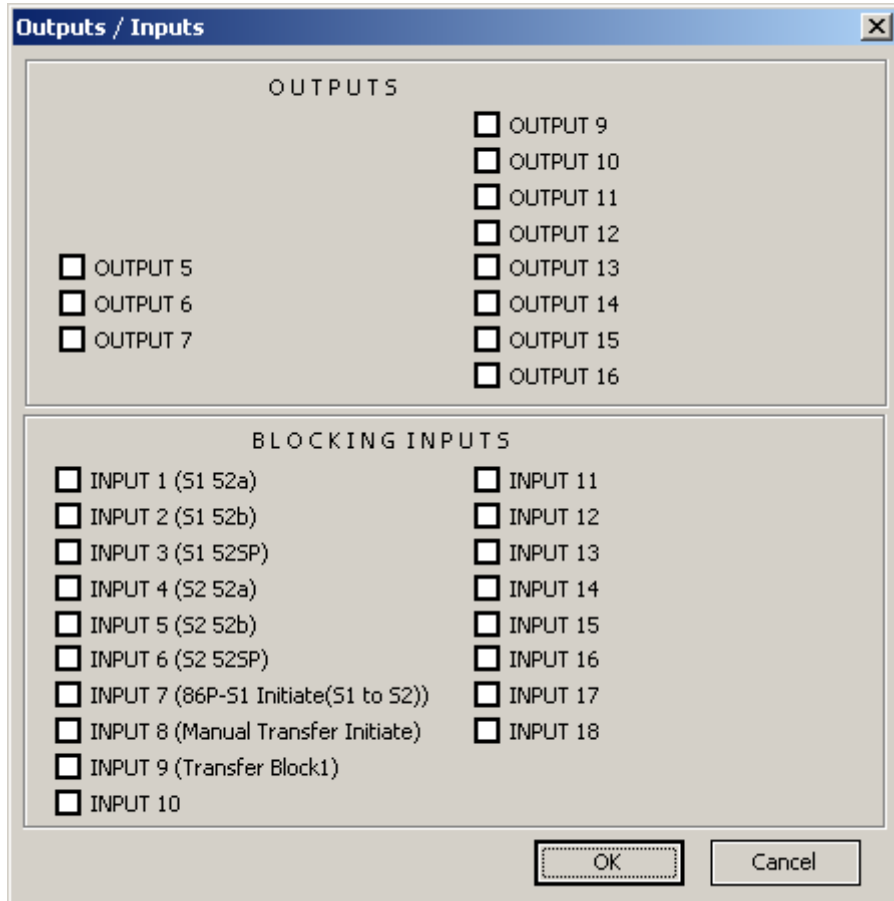 Outputs / Inputs
OUTPUTS
OUTPUT 5
OUTPUT 6
OUTPUT 7
OUTPUT 9
OUTPUT 10
OUTPUT 11
OUTPUT 12
OUTPUT 13
OUTPUT 14
OUTPUT 15
OUTPUT 16
BLOCKING INPUTS
INPUT 1 (S1 52a)
INPUT 2 (S1 52b)
INPUT 3 (S1 52SP)
INPUT 4 (S2 52a)
INPUT 5 (S2 52b)
INPUT 6 (S2 52SP)
INPUT 7 (86P-S1 Initiate(S1 to S2))
INPUT 8 (Manual Transfer Initiate)
INPUT 9 (Transfer Block1)
INPUT 10
INPUT 11
INPUT 12
INPUT 13
INPUT 14
INPUT 15
INPUT 16
INPUT 17
INPUT 18
OK
Cancel